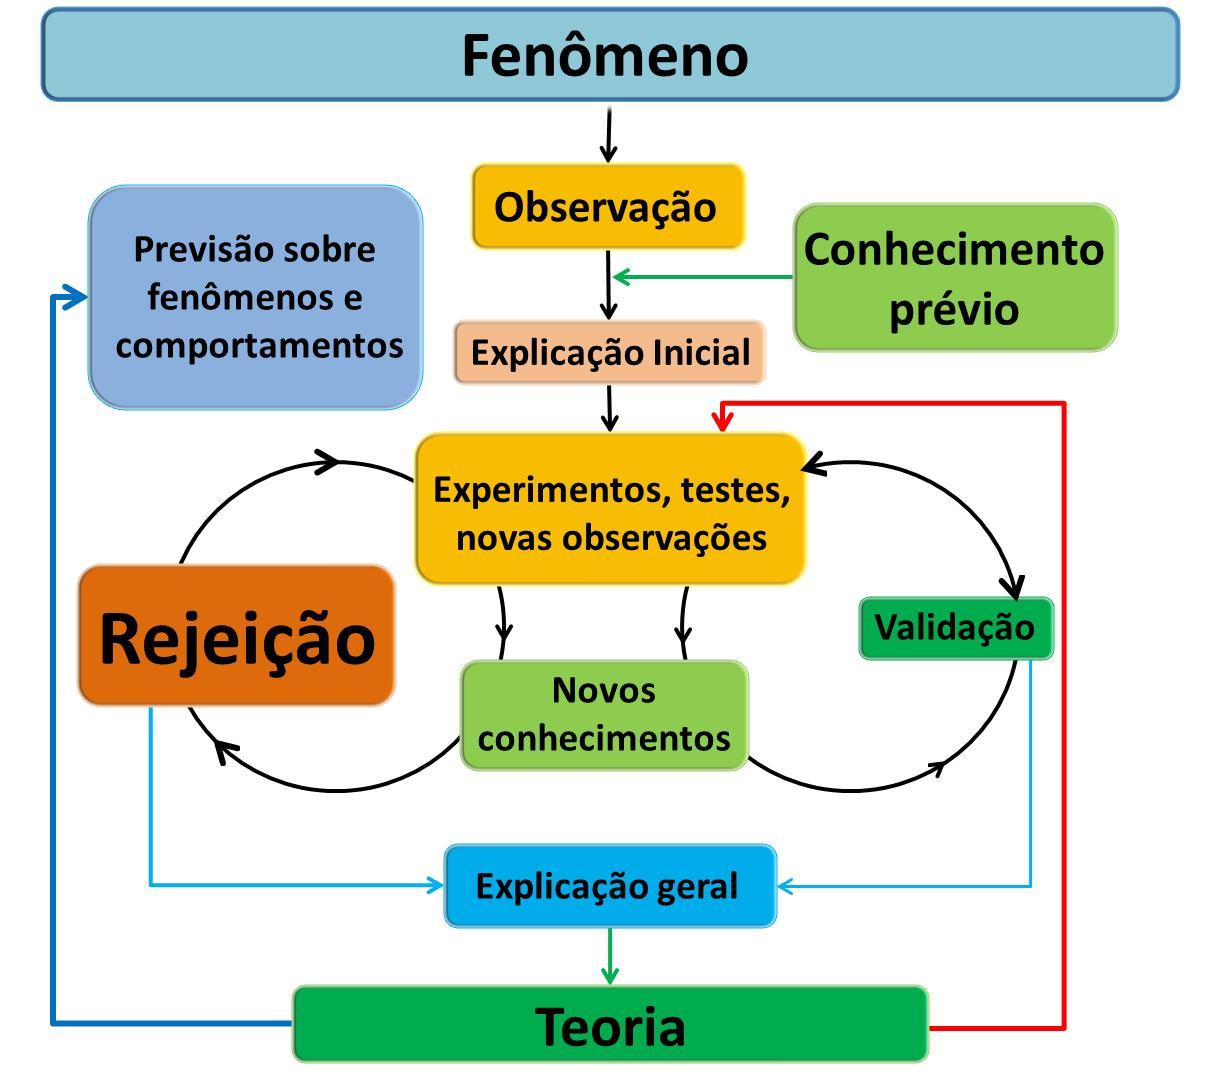 Fenômeno
Observação
Conhecimento
prévio
Previsão sobre
fenômenos e
comportamentos
Explicação Inicial
Experimentos, testes,
novas observações
Rejeição
Validação
Novos
conhecimentos
Explicação geral
Teoria